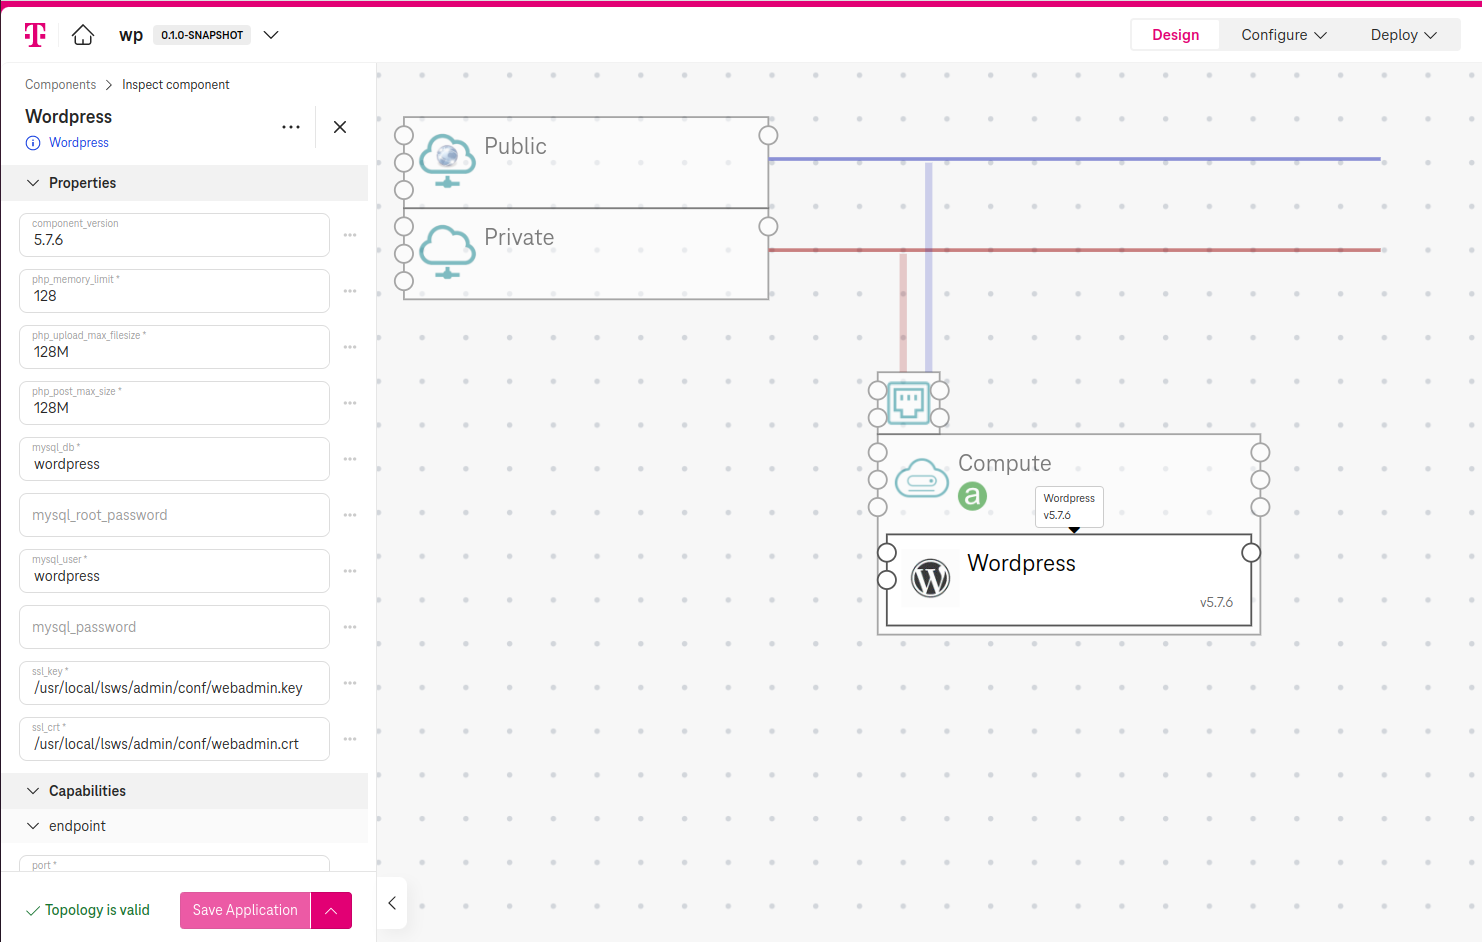 T
wp
0.1.0-SNAPSHOT
Design
Configure
Deploy
Components
Inspect component
Wordpress
Wordpress
Properties
component_version
5.7.6
php_memory_limit *
128
php_upload_max_filesize *
128M
php_post_max_size *
128M
mysql_db *
wordpress
mysql_root_password
mysql_user *
wordpress
mysql_password
ssl_key *
/usr/local/lsws/admin/conf/webadmin.key
ssl_crt *
/usr/local/lsws/admin/conf/webadmin.crt
Capabilities
endpoint
port *
Topology is valid
Save Application
Public
Private
Compute
a
Wordpress
v5.7.6
W
Wordpress
v5.7.6